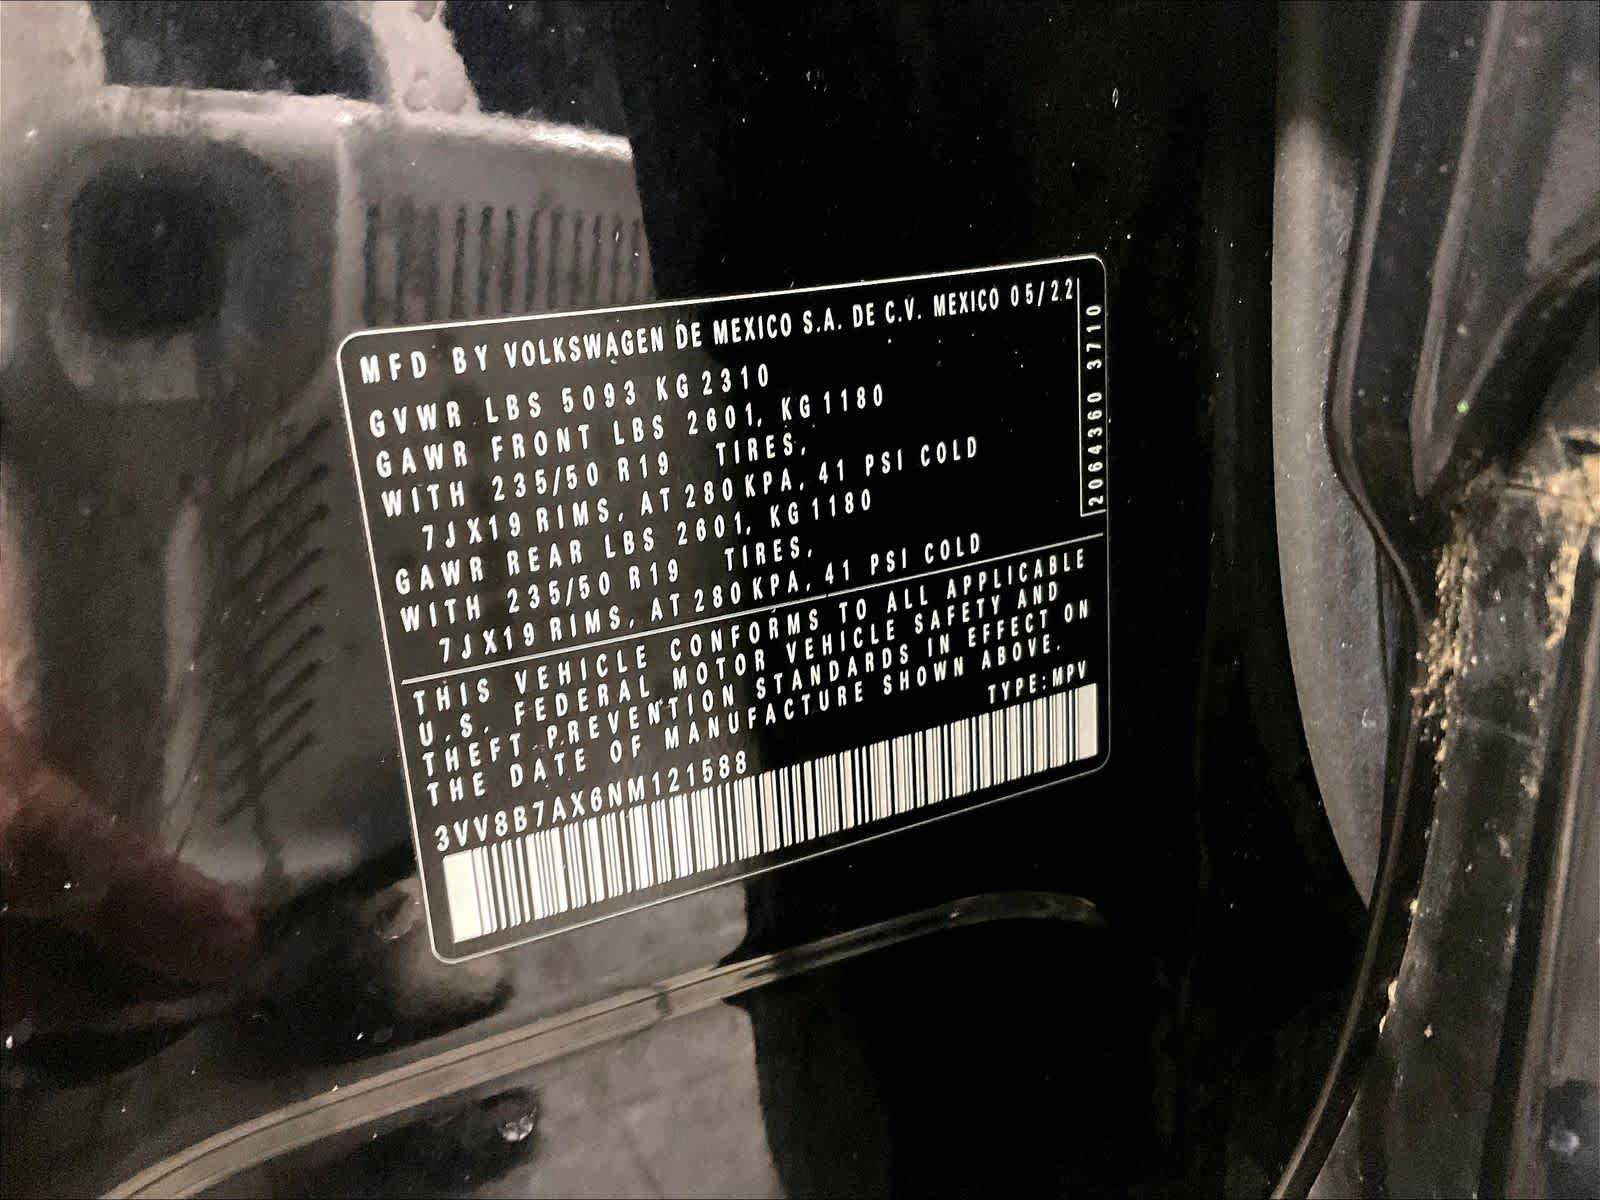 MFD BY VOLKSWAGEN DE MEXICO S.A. DE C.V. MEXICO 05/22
GVWR LBS 5093 KG 2310
GAWR FRONT LBS 2601, KG 1180
WITH 235/50 R19 TIRES,
7JX19 RIMS, AT 280 KPA, 41 PSI COLD
GAWR REAR LBS 2601, KG 1180
WITH 235/50 R19 TIRES,
7JX19 RIMS, AT 280 KPA, 41 PSI COLD
2064360 3710
THIS VEHICLE CONFORMS TO ALL APPLICABLE
U.S. FEDERAL MOTOR VEHICLE SAFETY AND
THEFT PREVENTION STANDARDS IN EFFECT ON
THE DATE OF MANUFACTURE SHOWN ABOVE.
TYPE:MPV
3VV8B7AX6NM121588